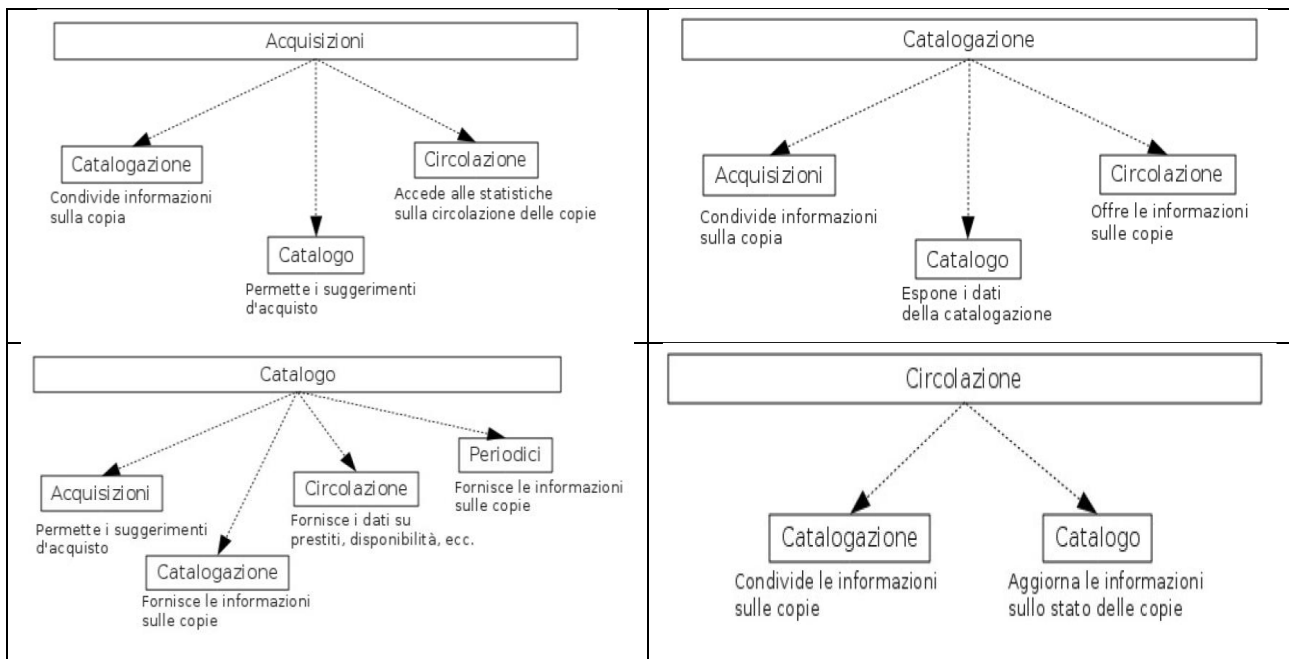 Acquisizioni
Catalogazione
Condivide informazioni
sulla copia
Catalogo
Permette i suggerimenti
d'acquisto
Circolazione
Accede alle statistiche
sulla circolazione delle copie
Catalogazione
Acquisizioni
Condivide informazioni
sulla copia
Catalogo
Espone i dati
della catalogazione
Circolazione
Offre le informazioni
sulle copie
Catalogo
Acquisizioni
Permette i suggerimenti
d'acquisto
Catalogazione
Fornisce le informazioni
sulle copie
Circolazione
Fornisce i dati su
prestiti, disponibilità, ecc.
Periodici
Fornisce le informazioni
sulle copie
Circolazione
Catalogazione
Condivide le informazioni
sulle copie
Catalogo
Aggiorna le informazioni
sullo stato delle copie